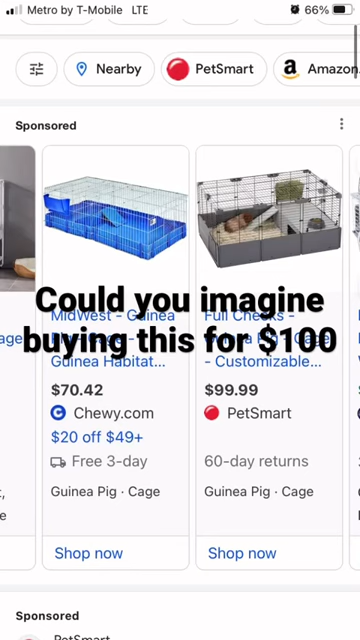 Metro by T-Mobile LTE 66%
Nearby PetSmart Amazon
Sponsored
Could you imagine
buying this for $100
MidWest - Guinea
Guinea Habitat...
$70.42
Chewy.com
$20 off $49+
Free 3-day
Guinea Pig · Cage
Shop now
Full Cheeks -
- Customizable...
$99.99
PetSmart
60-day returns
Guinea Pig · Cage
Shop now
Sponsored
PetSmart